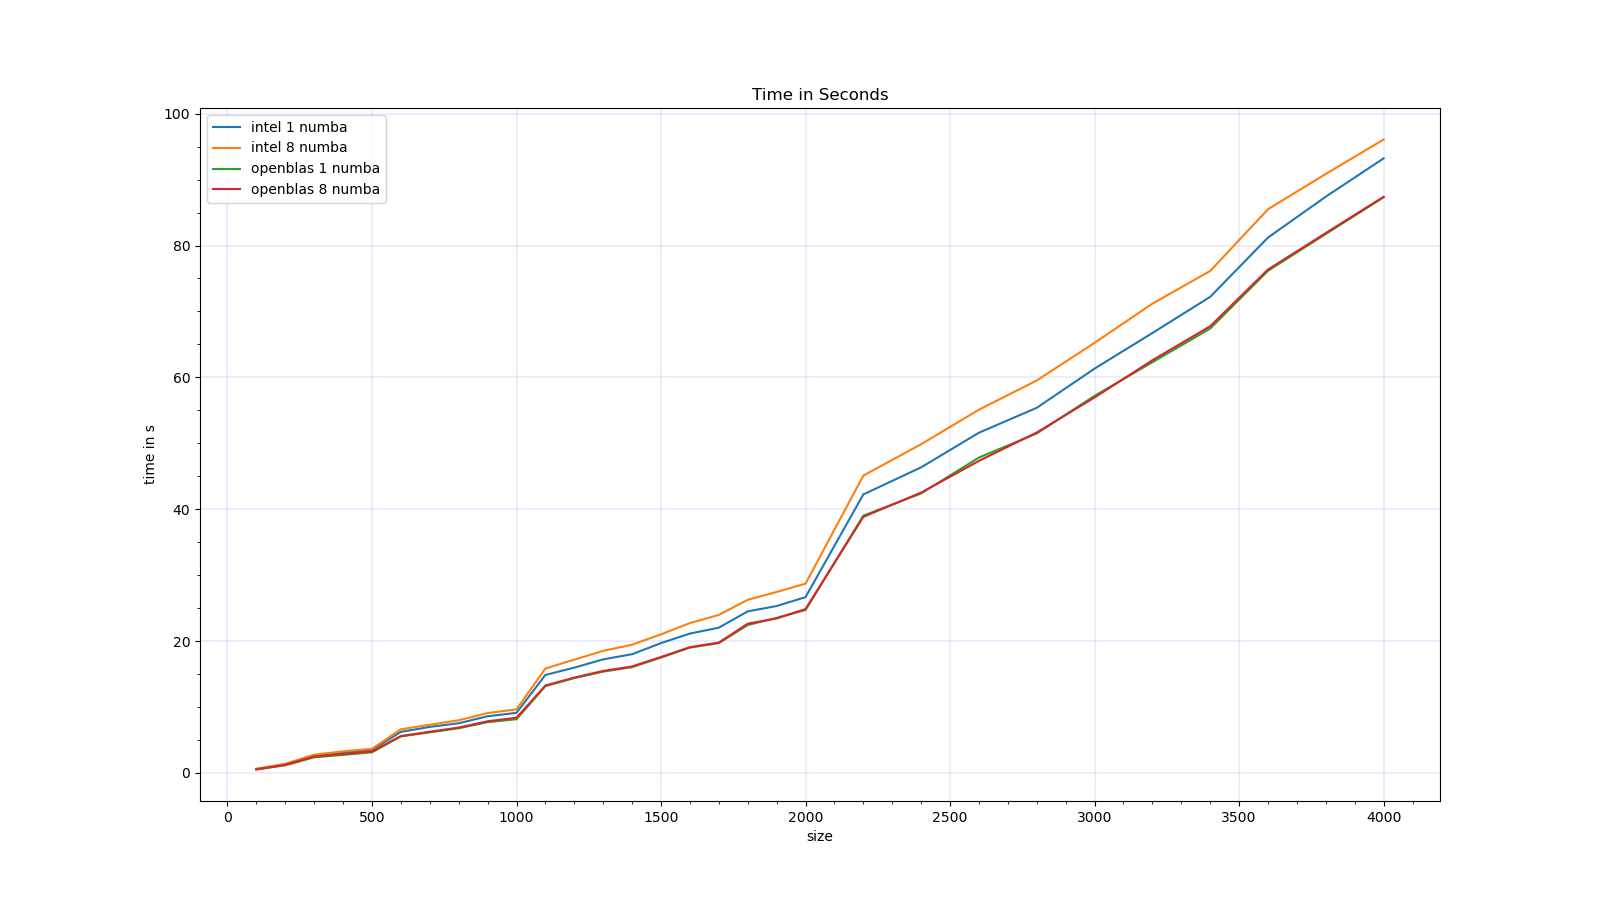 Time in Seconds
intel 1 numba
intel 8 numba
openblas 1 numba
openblas 8 numba
100
80
60
40
20
0
time in s
0 500 1000 1500 2000 2500 3000 3500 4000
size